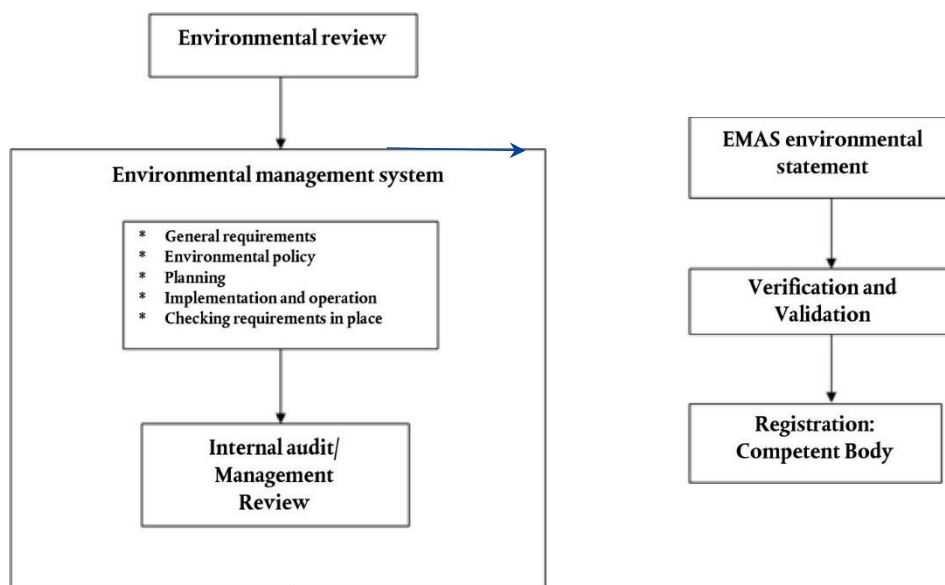 Environmental review
Environmental management system
* General requirements
* Environmental policy
* Planning
* Implementation and operation
* Checking requirements in place
Internal audit/
Management
Review
EMAS environmental
statement
Verification and
Validation
Registration:
Competent Body